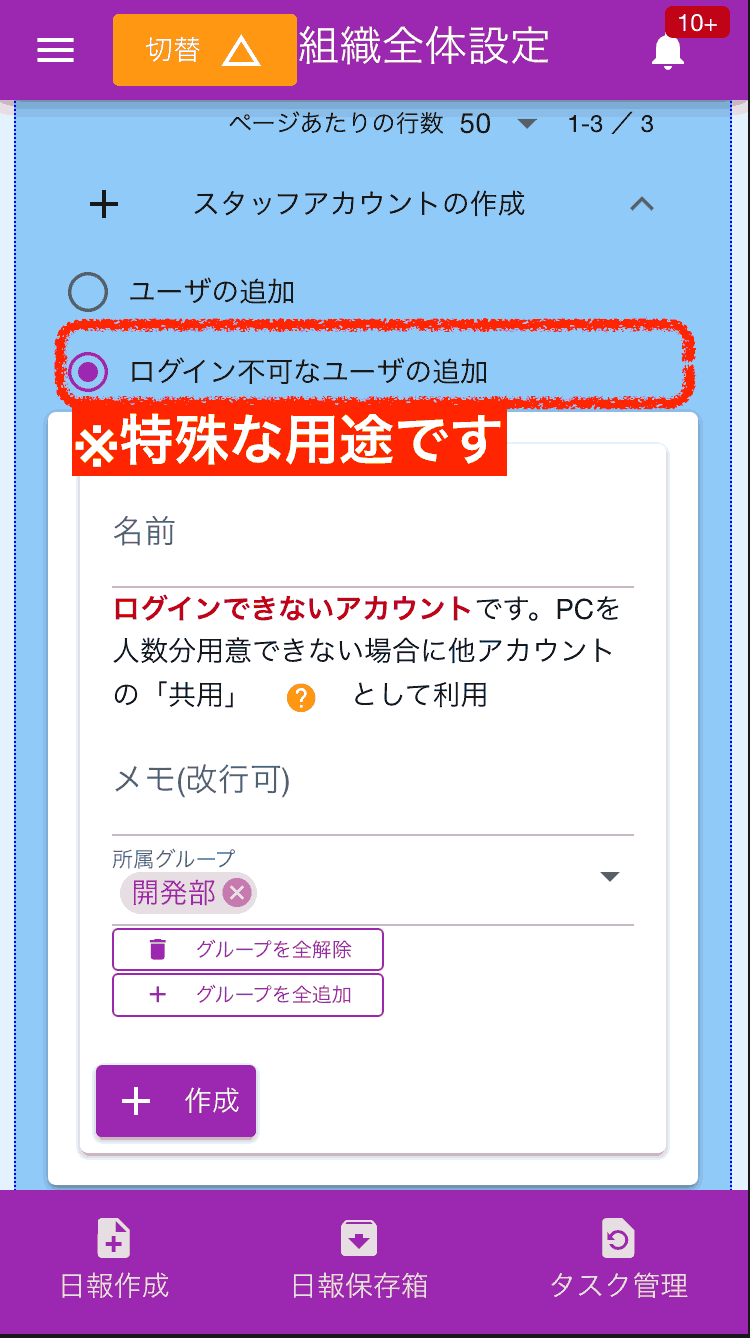 切替
組織全体設定
10+
ページあたりの行数 50 1-3 / 3
スタッフアカウントの作成
ユーザの追加
ログイン不可なユーザの追加
※特殊な用途です
名前
ログインできないアカウントです。PCを
人数分用意できない場合に他アカウント
の「共用」 ? として利用
メモ(改行可)
所属グループ
開発部
グループを全解除
グループを全追加
作成
日報作成
日報保存箱
タスク管理